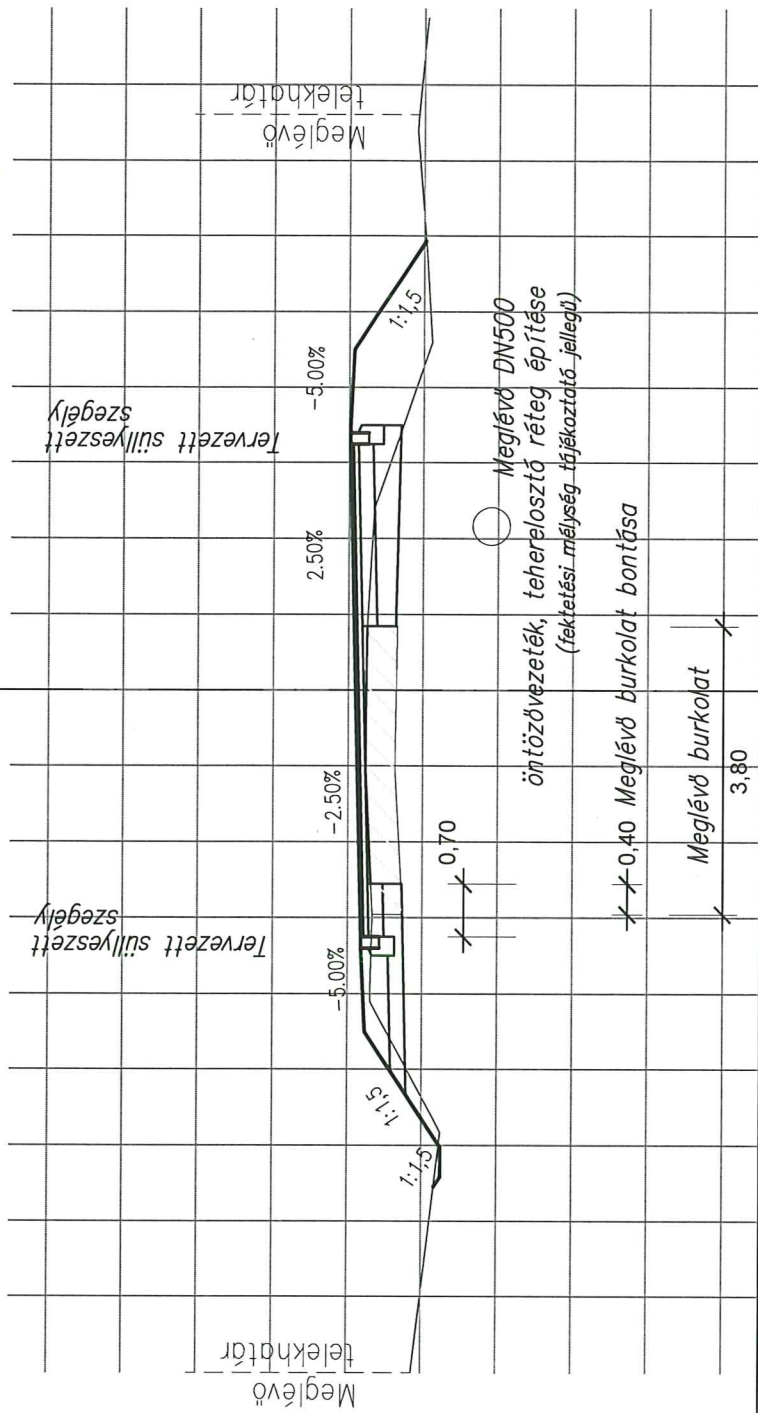 Meglévő
telekhatár
Tervezett süllyesztett
szegély
Tervezett süllyesztett
szegély
Meglévő
telekhatár
1:1,5
1:1,5
-5.00%
-2.50%
2.50%
-5.00%
1:1,5
0,70
Meglévő DN500
öntözővezeték, teherelosztó réteg építése
(fektetési mélység tájékoztató jellegű)
0,40 Meglévő burkolat bontása
Meglévő burkolat
3,80